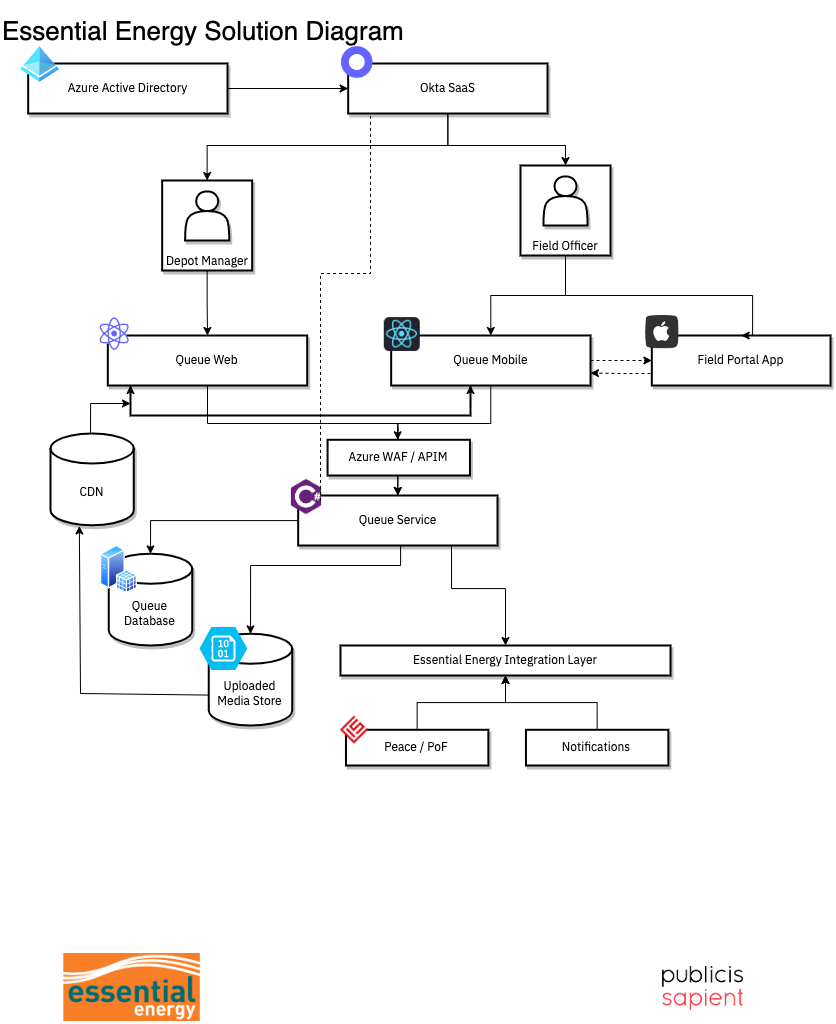 Essential Energy Solution Diagram
Azure Active Directory
Okta SaaS
Depot Manager
Field Officer
Queue Web
Queue Mobile
Field Portal App
Azure WAF / APIM
CDN
Queue Service
Queue
Database
10
01
Uploaded
Media Store
Essential Energy Integration Layer
Peace / PoF
Notifications
essential
energy
publicis
sapient